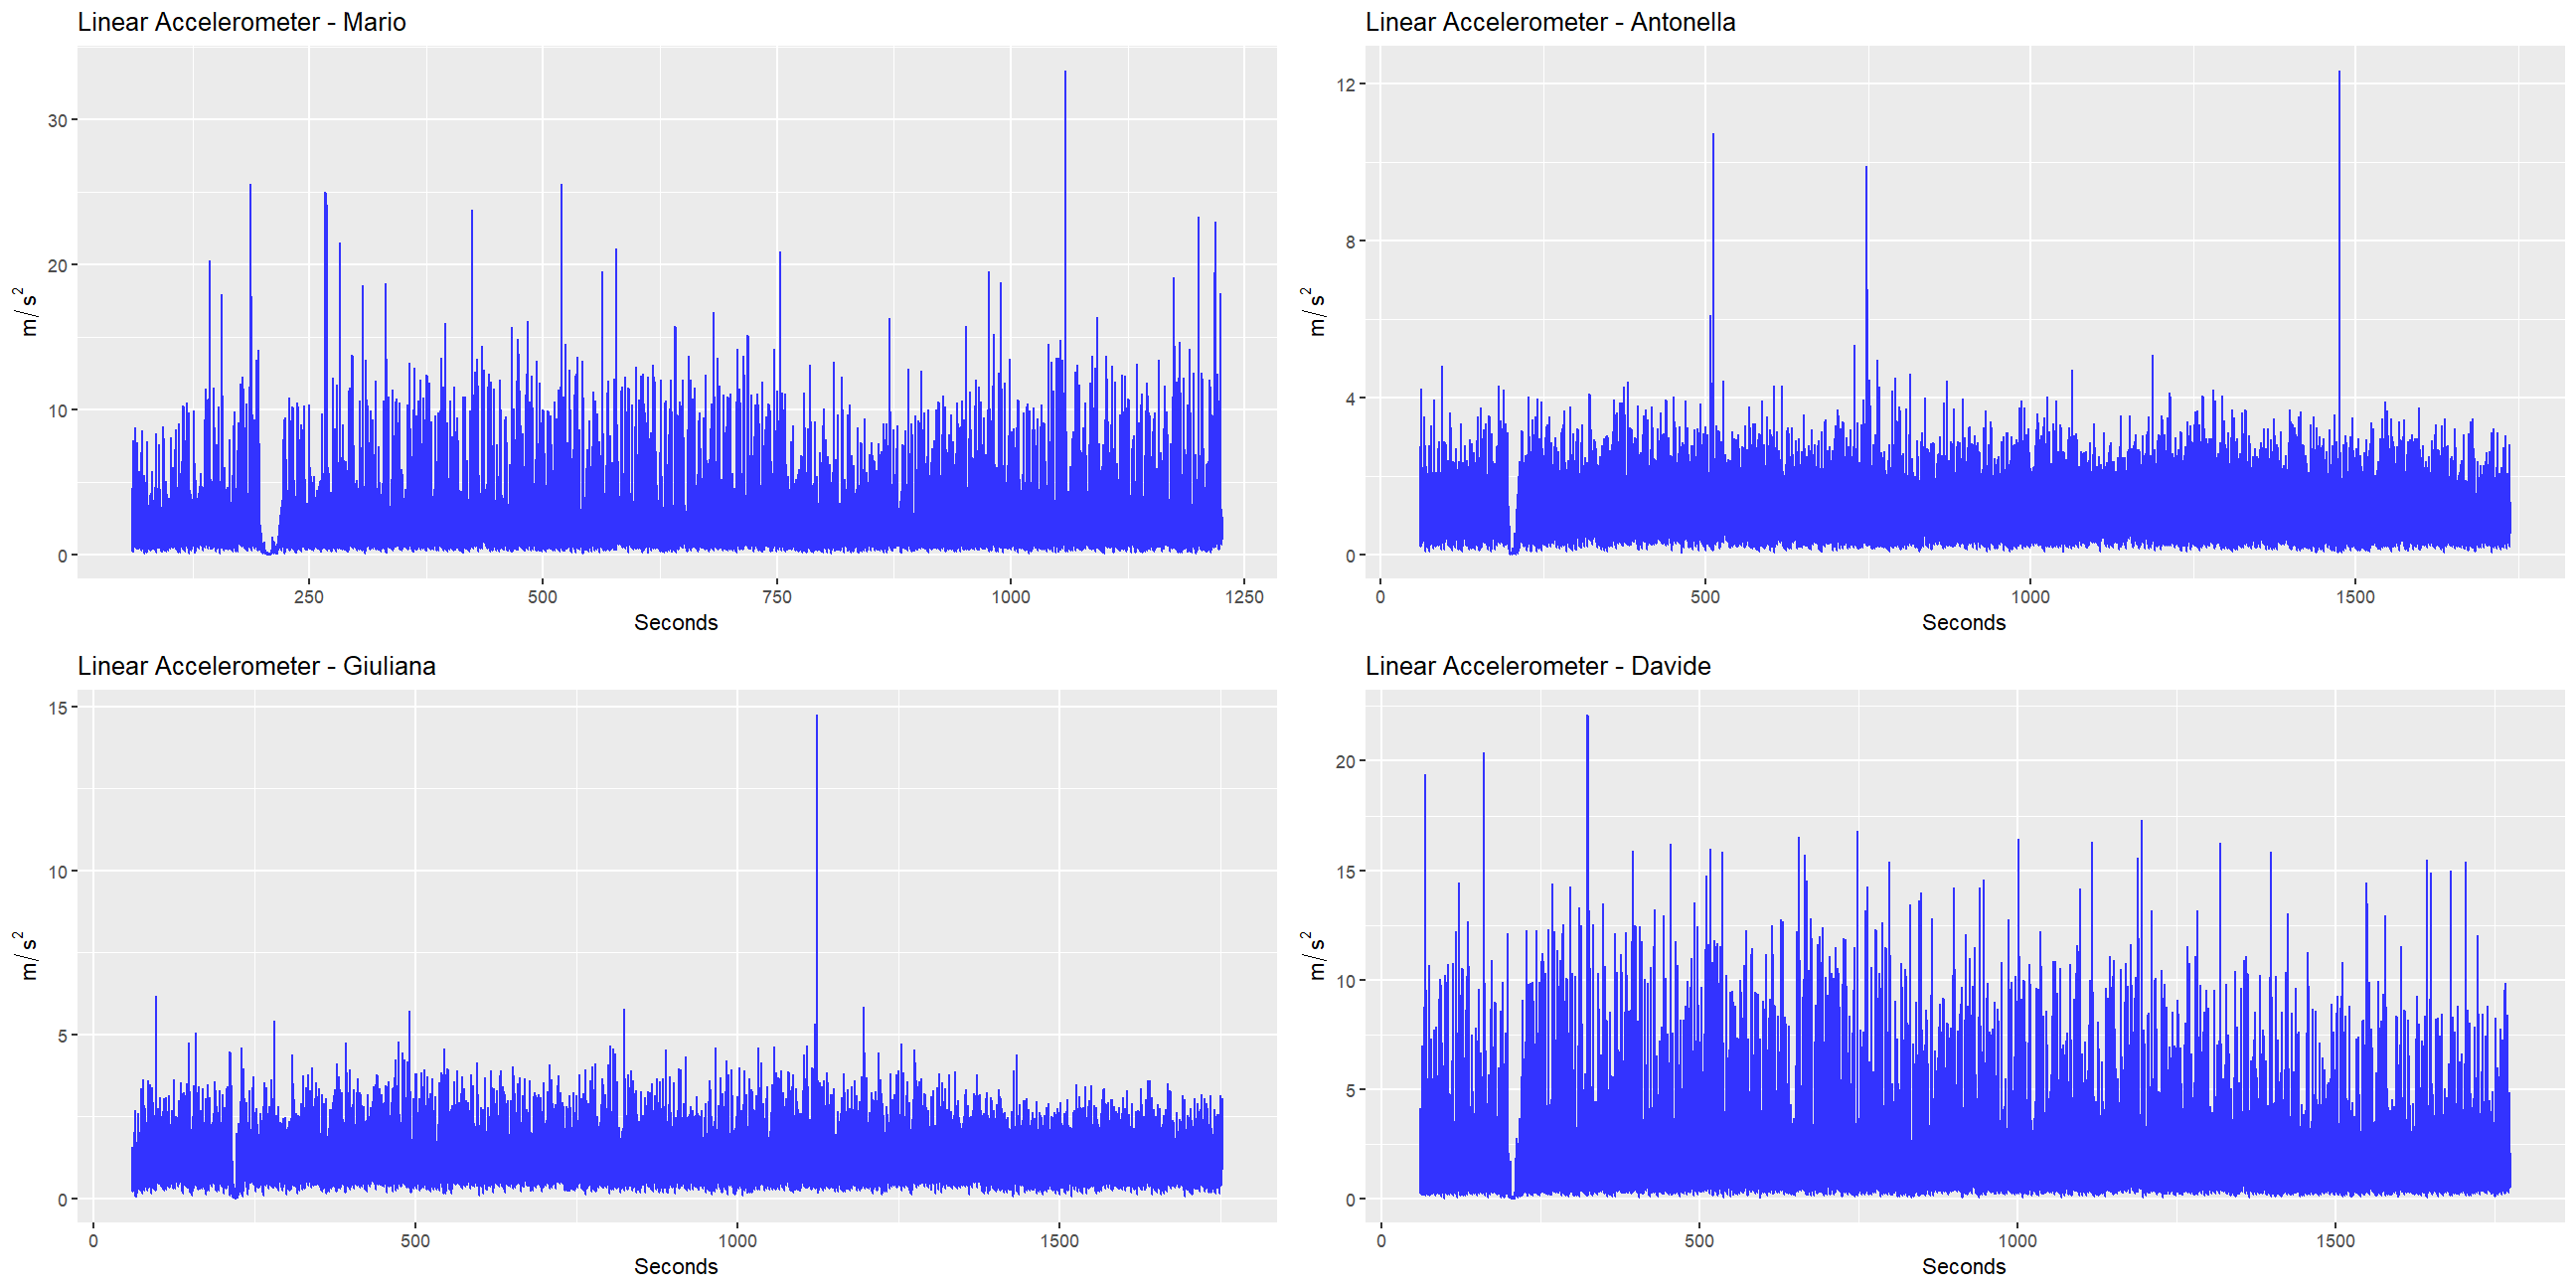 Linear Accelerometer - Mario
30
20
10
0
m/s²
250 500 750 1000 1250
Seconds
Linear Accelerometer - Antonella
12
8
4
0
m/s²
0 500 1000 1500
Seconds
Linear Accelerometer - Giuliana
15
10
5
0
m/s²
0 500 1000 1500
Seconds
Linear Accelerometer - Davide
20
15
10
5
0
m/s²
0 500 1000 1500
Seconds